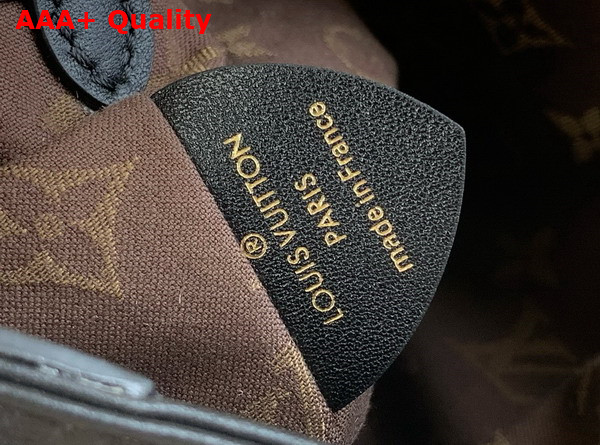 AAA+ Quality
LOUIS VUITTON ®
PARIS
made in France